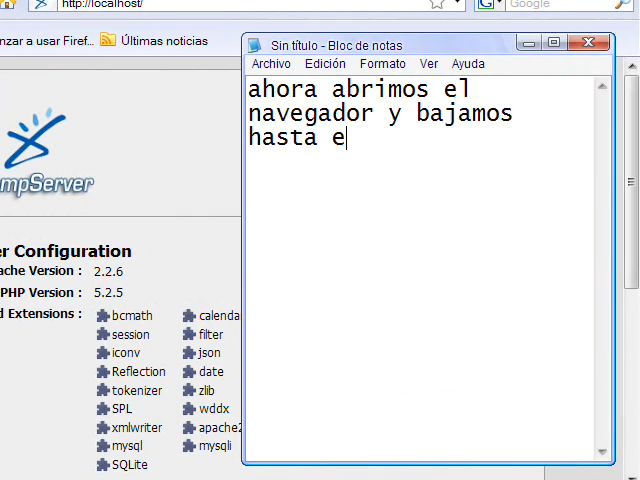 http://localhost/
Google
nzar a usar Firef...
Últimas noticias
Sin título - Bloc de notas
Archivo Edición Formato Ver Ayuda
ahora abrimos el
navegador y bajamos
hasta e
mpServer
er Configuration
ache Version : 2.2.6
PHP Version : 5.2.5
d Extensions :
bcmath calenda
session filter
iconv json
Reflection date
tokenizer zlib
SPL wddx
xmlwriter apache2
mysql mysqli
SQLite